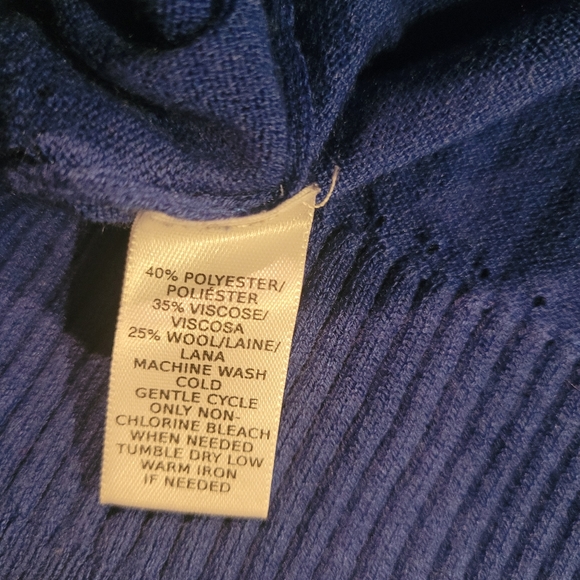 40% POLYESTER/
POLIÉSTER
35% VISCOSE/
VISCOSA
25% WOOL/LAINE/
LANA
MACHINE WASH
COLD
GENTLE CYCLE
ONLY NON-
CHLORINE BLEACH
WHEN NEEDED
TUMBLE DRY LOW
WARM IRON
IF NEEDED